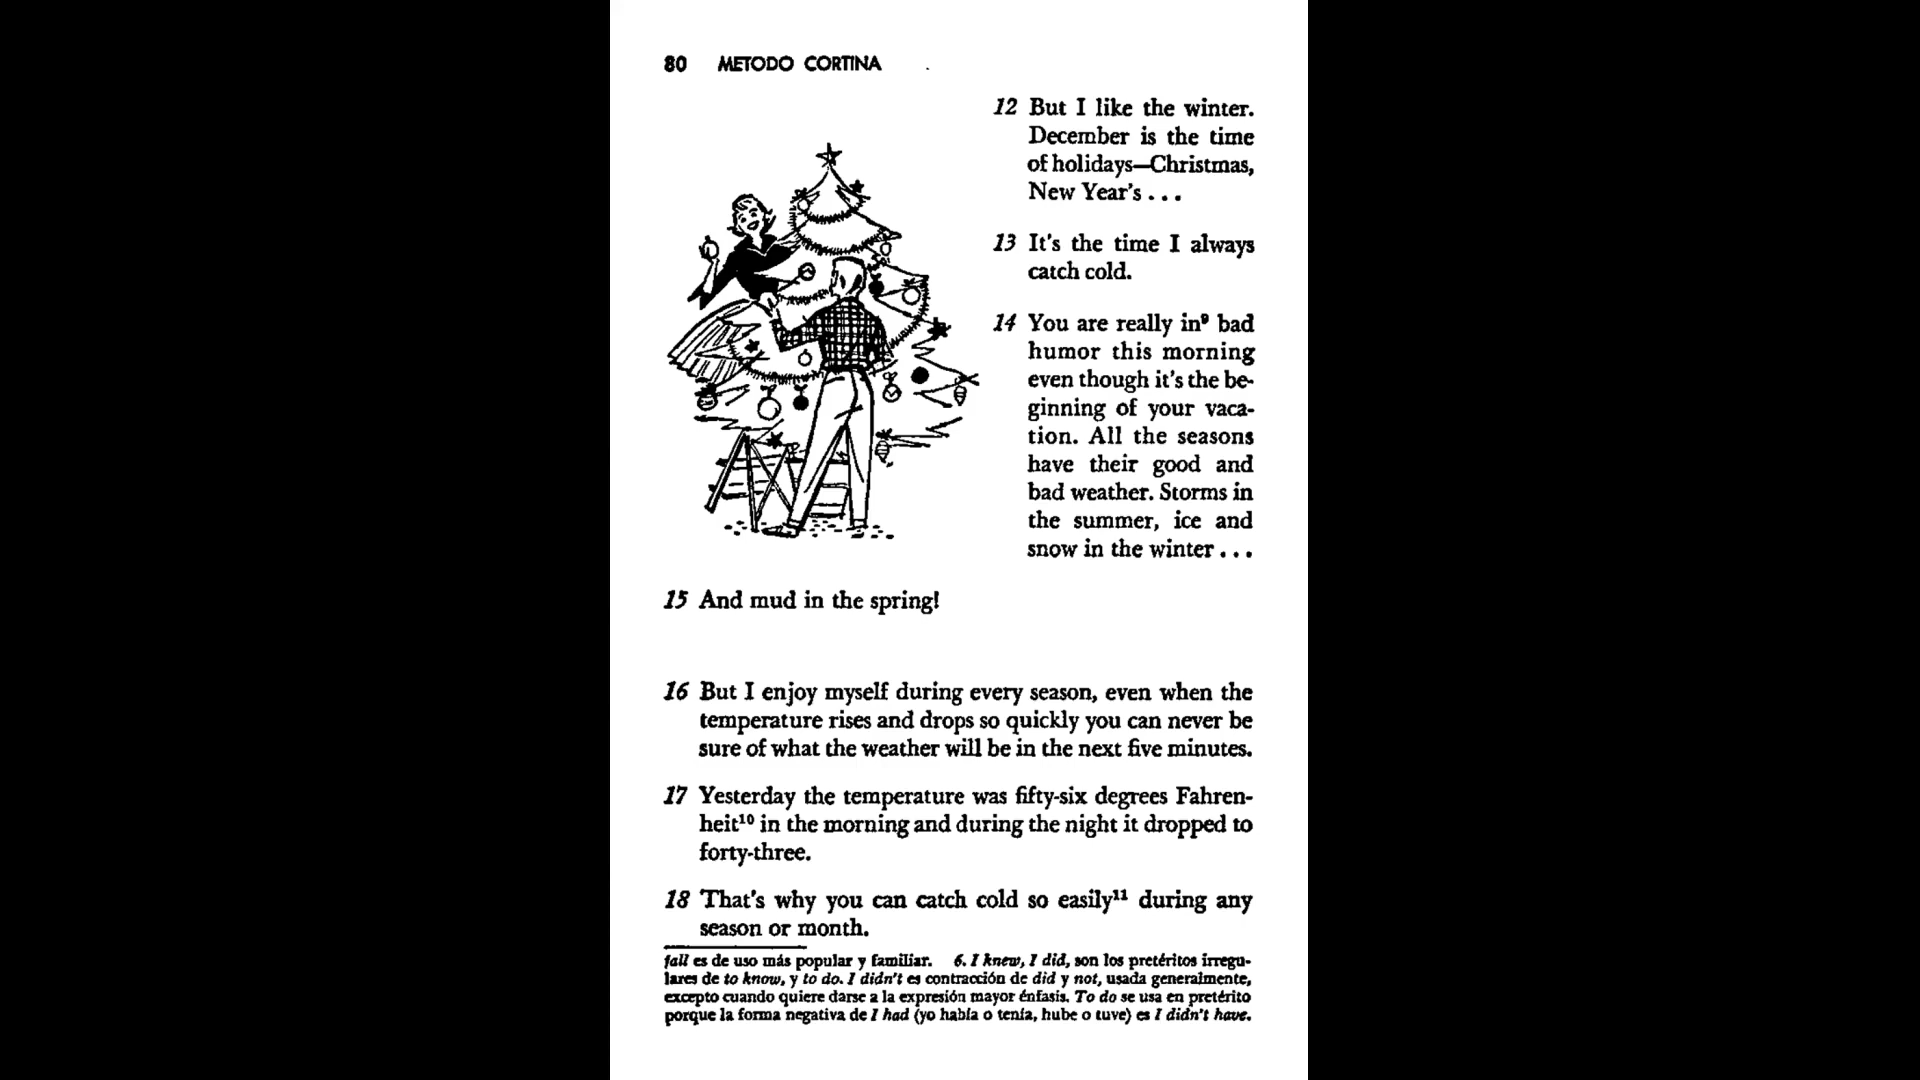 80 METODO CORTINA
12 But I like the winter.
December is the time
of holidays—Christmas,
New Year's . . .
13 It's the time I always
catch cold.
14 You are really in⁹ bad
humor this morning
even though it's the be-
ginning of your vaca-
tion. All the seasons
have their good and
bad weather. Storms in
the summer, ice and
snow in the winter . . .
15 And mud in the spring!
16 But I enjoy myself during every season, even when the
temperature rises and drops so quickly you can never be
sure of what the weather will be in the next five minutes.
17 Yesterday the temperature was fifty-six degrees Fahren-
heit¹⁰ in the morning and during the night it dropped to
forty-three.
18 That's why you can catch cold so easily¹¹ during any
season or month.
fall es de uso más popular y familiar. 6. I knew, I did, son los pretéritos irregu-
lares de to know, y to do. I didn't es contracción de did y not, usada generalmente,
excepto cuando quiere darse a la expresión mayor énfasis. To do se usa en pretérito
porque la forma negativa de I had (yo había o tenía, hube o tuve) es I didn't have.